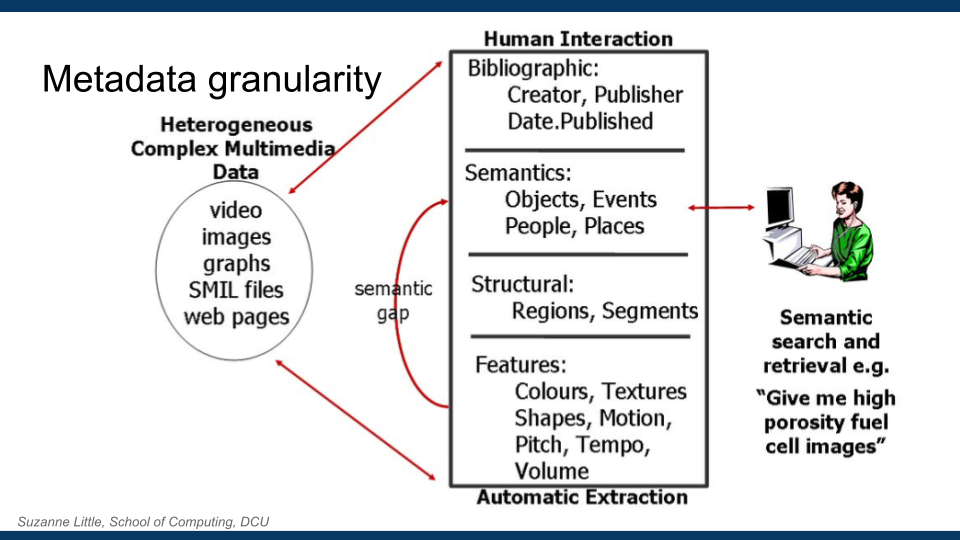 Metadata granularity
Heterogeneous
Complex Multimedia
Data
video
images
graphs
SMIL files
web pages
semantic
gap
Human Interaction
Bibliographic:
Creator, Publisher
Date.Published
Semantics:
Objects, Events
People, Places
Structural:
Regions, Segments
Features:
Colours, Textures
Shapes, Motion,
Pitch, Tempo,
Volume
Automatic Extraction
Semantic
search and
retrieval e.g.
“Give me high
porosity fuel
cell images”
Suzanne Little, School of Computing, DCU